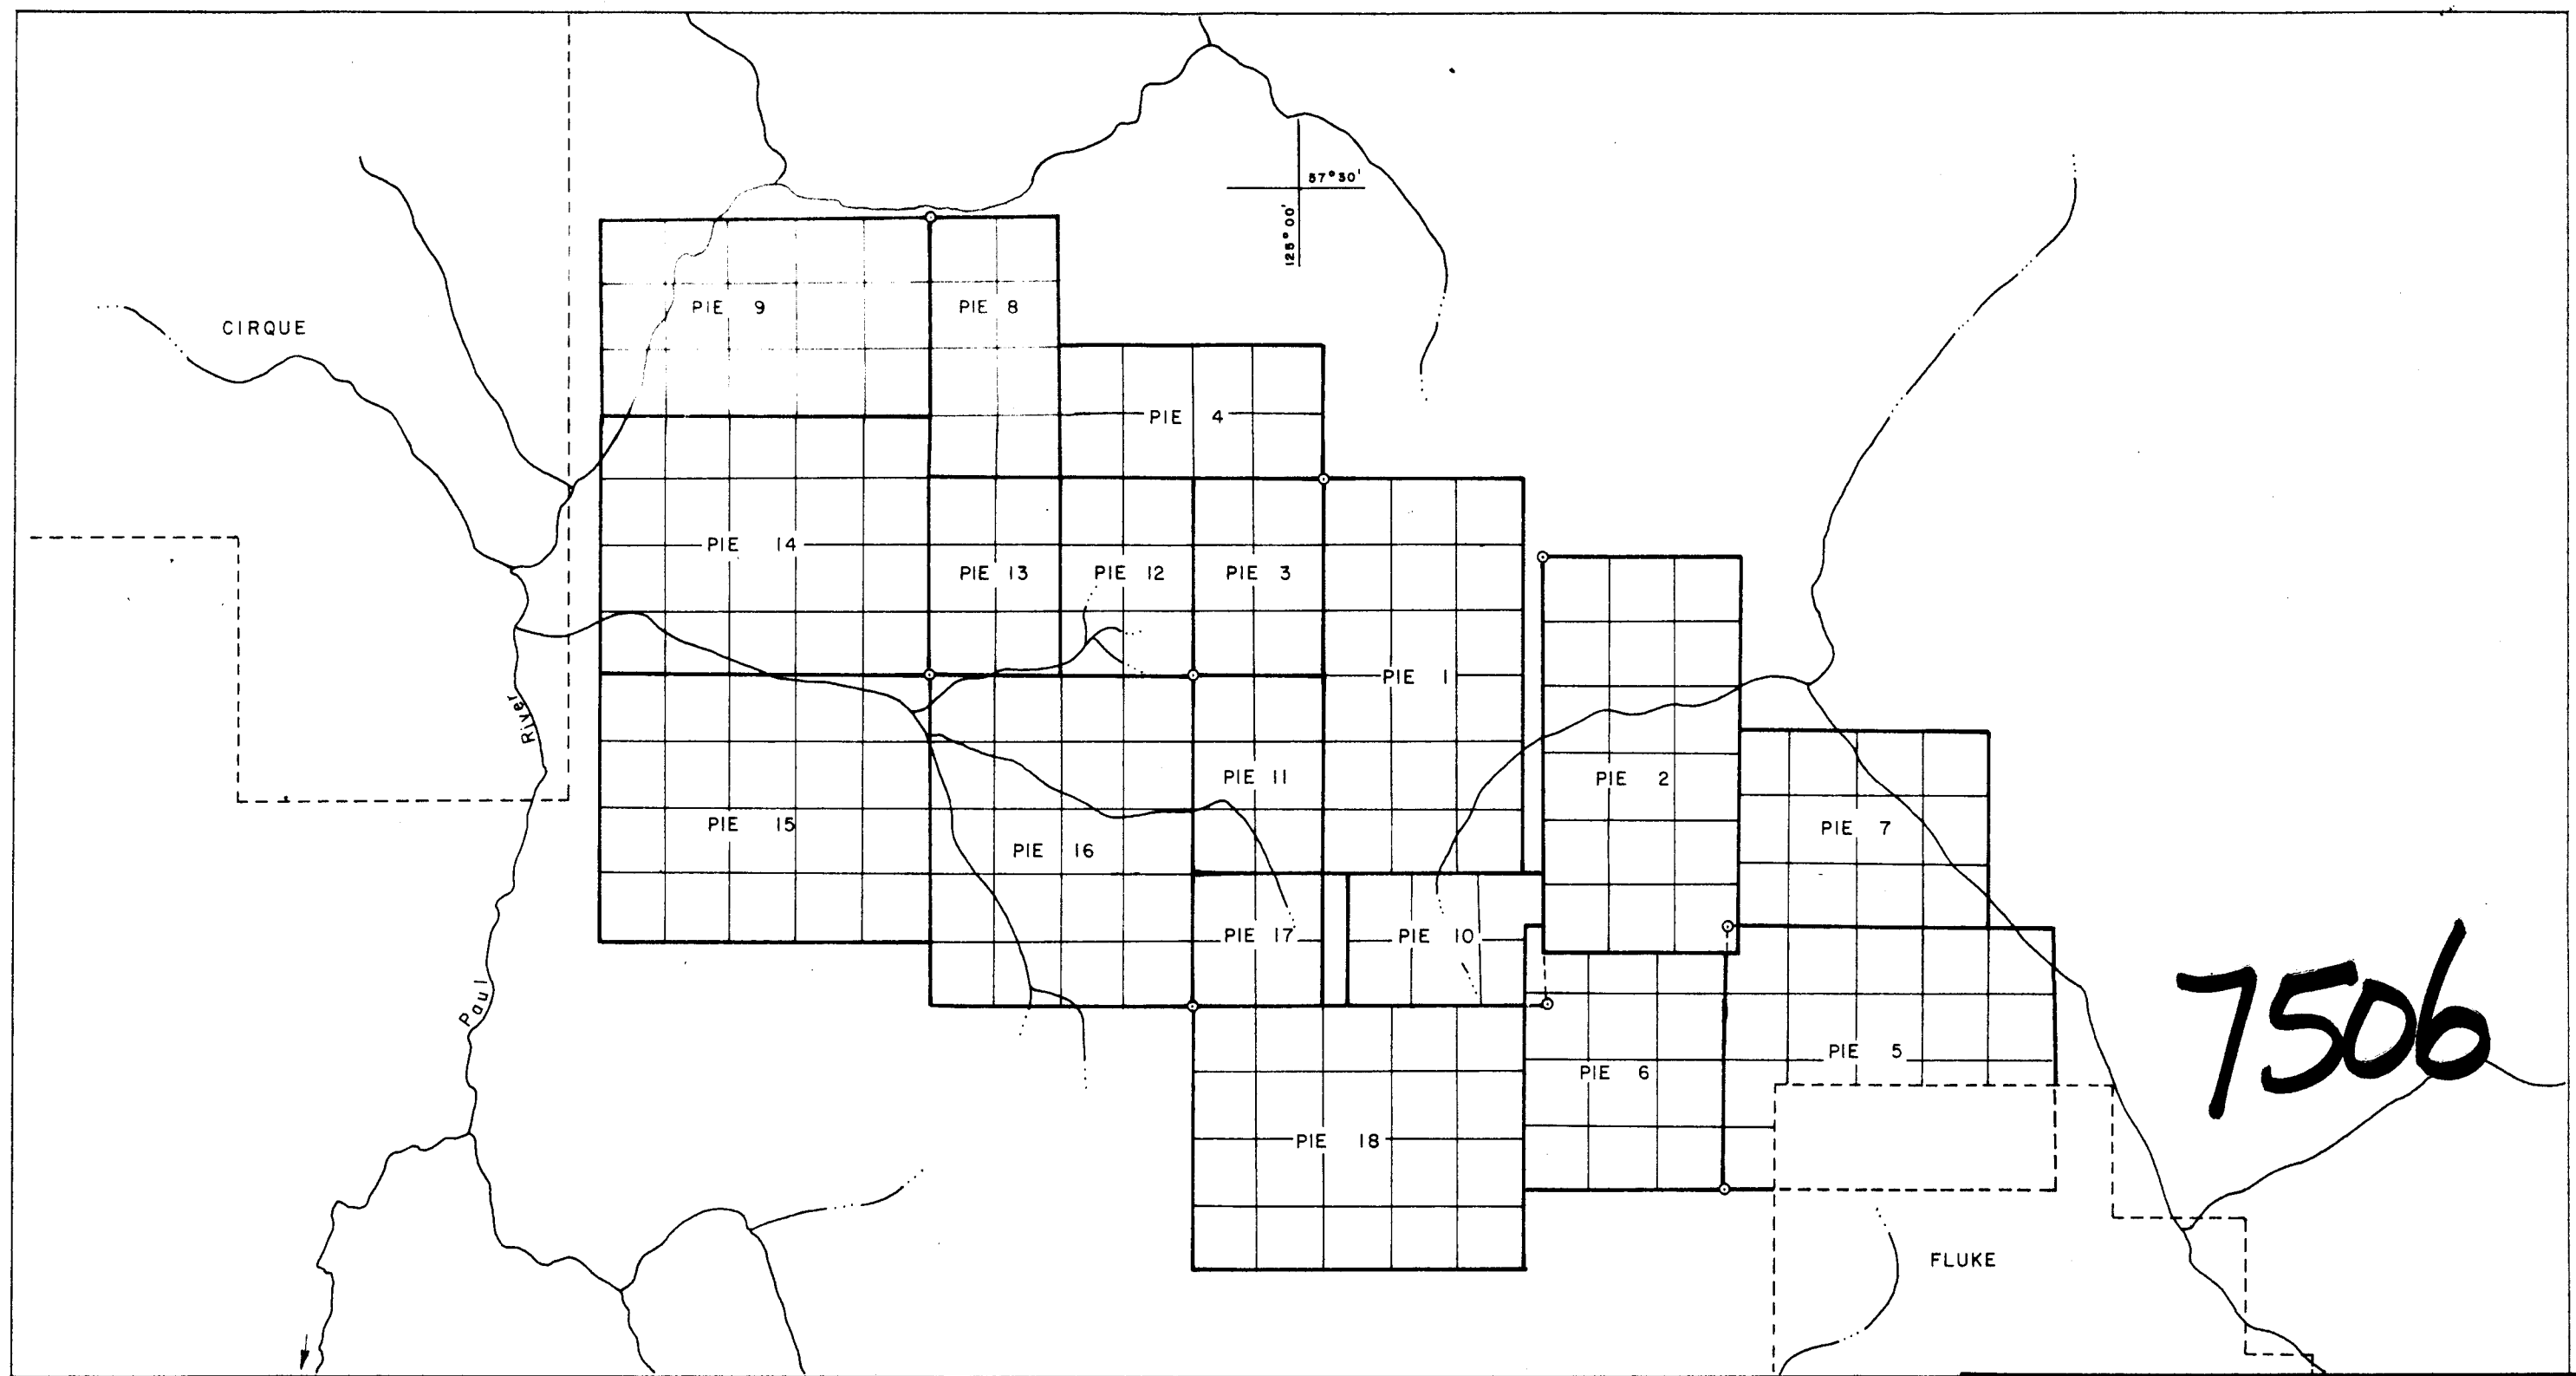 57°30'
125°00'
CIRQUE
PIE 9
PIE 8
PIE 4
PIE 14
PIE 13
PIE 12
PIE 3
PIE 1
PIE 2
PIE 11
PIE 7
PIE 15
PIE 16
PIE 17
PIE 10
PIE 5
PIE 6
PIE 18
Paul River
FLUKE
7506